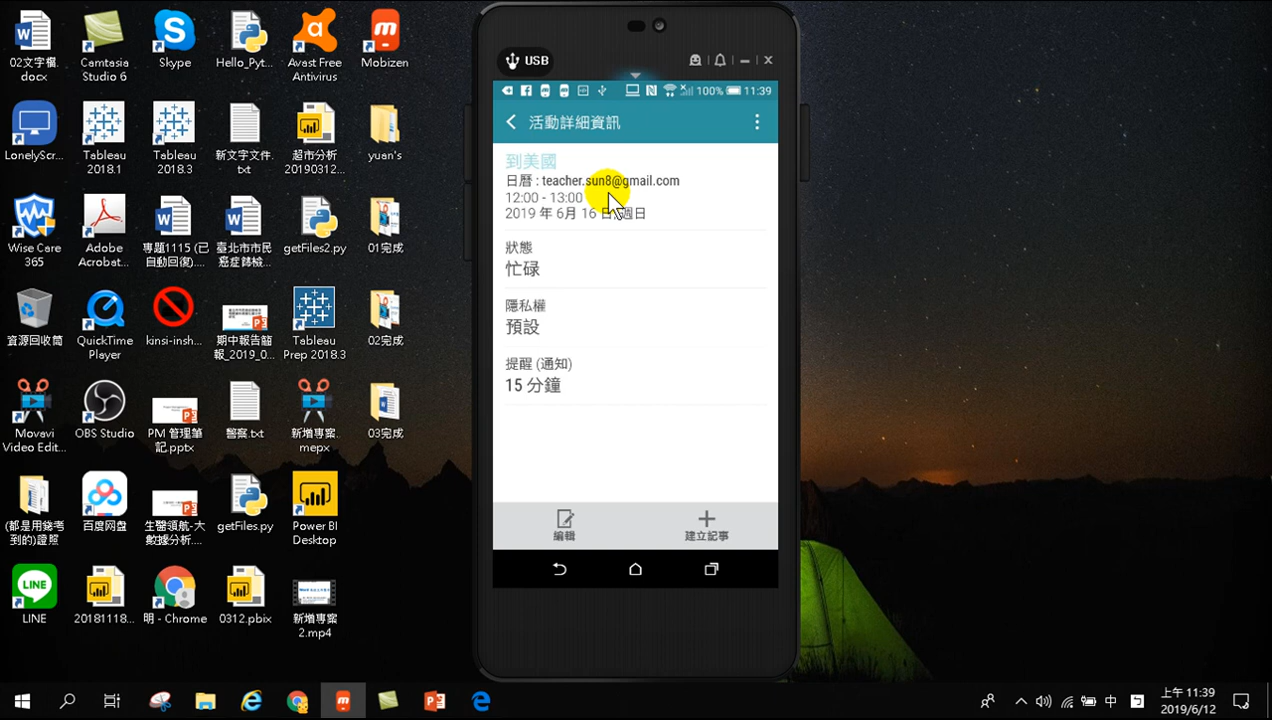 02文字檔.
docx
Camtasia
Studio 6
Skype
Hello_Pyt...
Avast Free
Antivirus
Mobizen
LonelyScr...
Tableau
2018.1
Tableau
2018.3
新文字文件.
txt
超市分析
20190312...
yuan's
Wise Care
365
Adobe
Acrobat...
專題1115 (已
自動回復)....
臺北市市民
癌症篩檢...
getFiles2.py
01完成
資源回收筒
QuickTime
Player
kinsi-insh...
期中報告簡
報_2019_0...
Tableau
Prep 2018.3
02完成
Movavi
Video Edit...
OBS Studio
PM 管理筆
記.pptx
警察.txt
新增專案.
mepx
03完成
(都是用幾考
到的)證照
百度网盘
生醫領航-大
數據分析....
getFiles.py
Power BI
Desktop
LINE
20181118...
明 - Chrome
0312.pbix
新增專案
2.mp4
USB
100% 11:39
活動詳細資訊
到美國
日曆 : teacher.sun8@gmail.com
12:00 - 13:00
2019 年 6月 16 日 週日
狀態
忙碌
隱私權
預設
提醒 (通知)
15 分鐘
編輯
建立記事
中
上午 11:39
2019/6/12